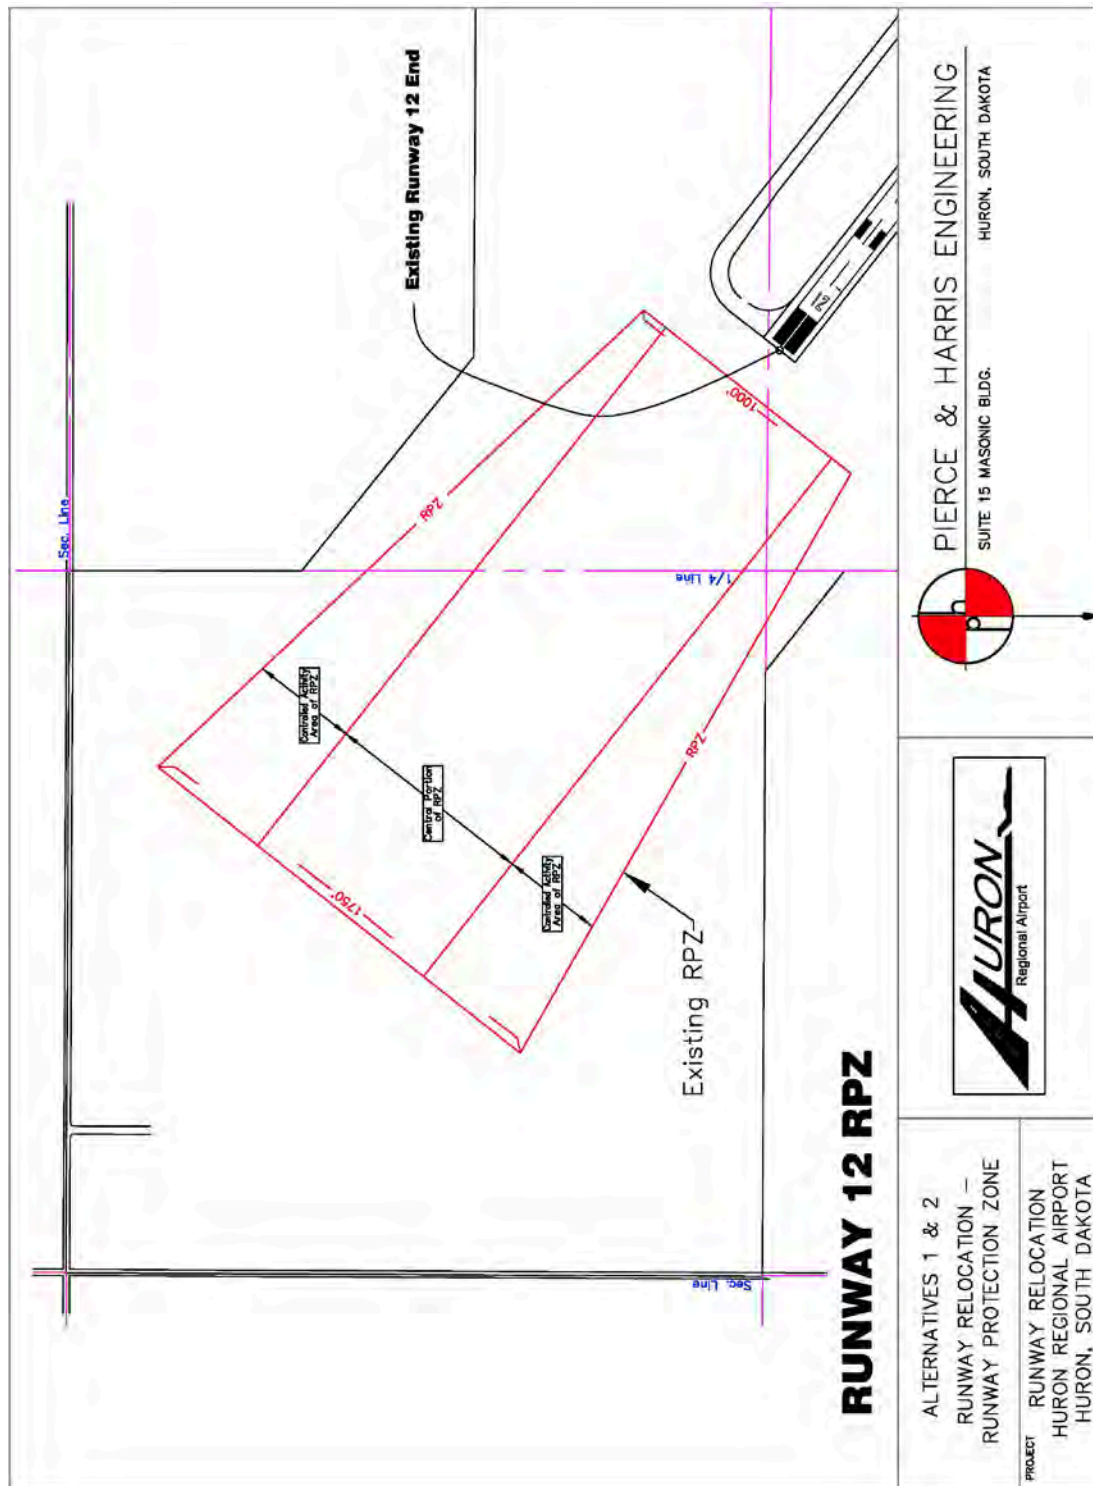 Existing Runway 12 End
Sec. Line
RPZ
1000'
1/4 Line
Controlled Activity
Area of RPZ
Central Portion
of RPZ
Controlled Activity
Area of RPZ
1750'
RPZ
Existing RPZ
Sec. Line
RUNWAY 12 RPZ
ALTERNATIVES 1 & 2
RUNWAY RELOCATION –
RUNWAY PROTECTION ZONE
PROJECT
RUNWAY RELOCATION
HURON REGIONAL AIRPORT
HURON, SOUTH DAKOTA
HURON
Regional Airport
PIERCE & HARRIS ENGINEERING
SUITE 15 MASONIC BLDG.
HURON, SOUTH DAKOTA